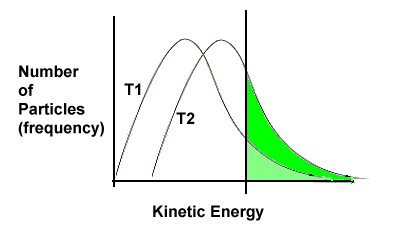 Number
of
Particles
(frequency)
T1
T2
Kinetic Energy